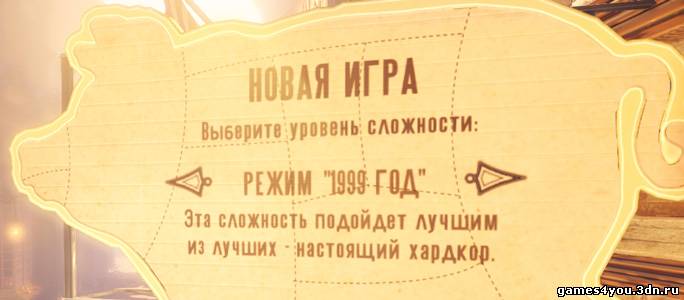 НОВАЯ ИГРА
Выберите уровень сложности:
РЕЖИМ "1999 ГОД"
Эта сложность подойдет лучшим
из лучших - настоящий хардкор.
games4you.3dn.ru